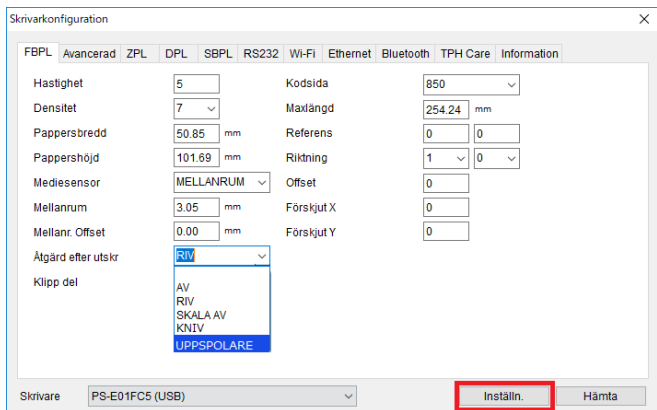 Skrivarkonfiguration
FBPL Avancerad ZPL DPL SBPL RS232 Wi-Fi Ethernet Bluetooth TPH Care Information
Hastighet 5 Kodsida 850
Densitet 7 Maxlängd 254.24 mm
Pappersbredd 50.85 mm Referens 0 0
Pappershöjd 101.69 mm Riktning 1 0
Mediesensor MELLANRUM Offset 0
Mellanrum 3.05 mm Förskjut X 0
Mellanr. Offset 0.00 mm Förskjut Y 0
Åtgärd efter utskr RIV
Klipp del
AV
RIV
SKALA AV
KNIV
UPPSPOLARE
Skrivare PS-E01FC5 (USB) Inställn. Hämta